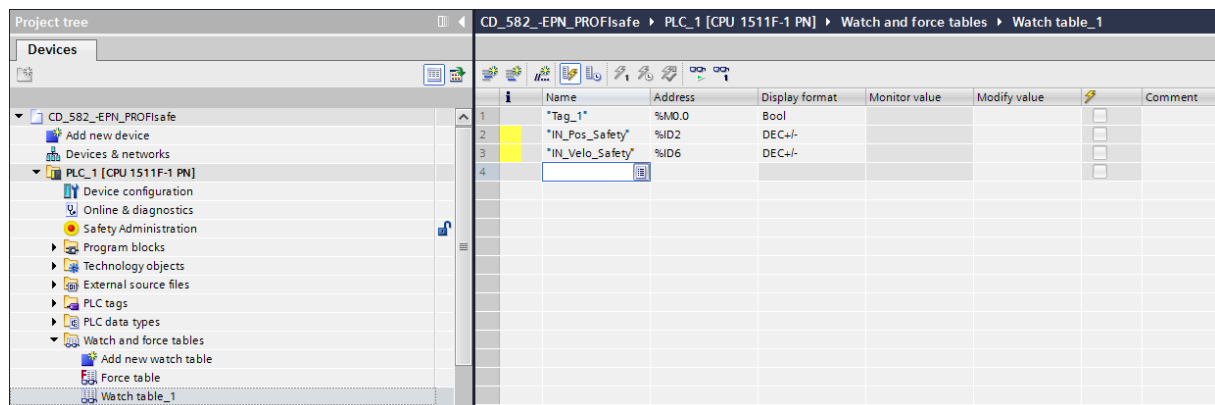 Project tree
Devices
CD_582_-EPN_PROFIsafe
Add new device
Devices & networks
PLC_1 [CPU 1511F-1 PN]
Device configuration
Online & diagnostics
Safety Administration
Program blocks
Technology objects
External source files
PLC tags
PLC data types
Watch and force tables
Add new watch table
Force table
Watch table_1
CD_582_-EPN_PROFIsafe ▸ PLC_1 [CPU 1511F-1 PN] ▸ Watch and force tables ▸ Watch table_1
i Name Address Display format Monitor value Modify value Comment
1 "Tag_1" %M0.0 Bool
2 "IN_Pos_Safety" %ID2 DEC+/-
3 "IN_Velo_Safety" %ID6 DEC+/-
4